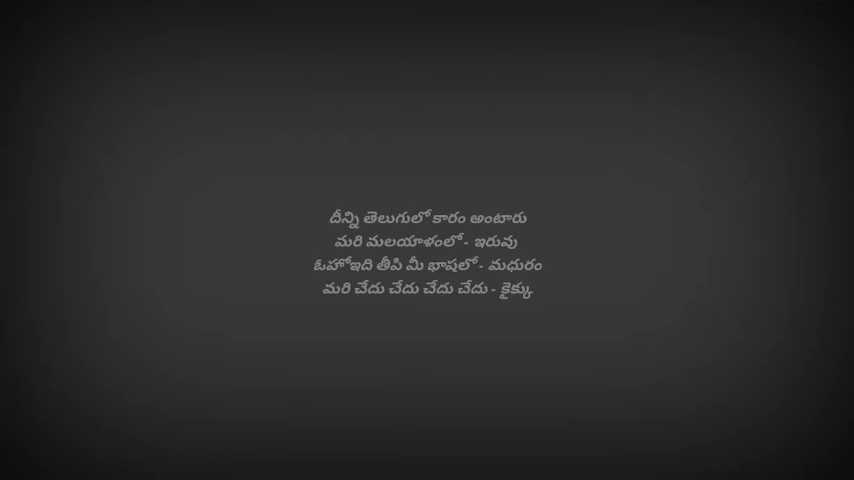 దీన్ని తెలుగులో కారం అంటారు
మరి మలయాళంలో - ఇరువు
ఓహోఇది తీపి మీ భాషలో - మధురం
మరి చేదు చేదు చేదు చేదు - కైక్కు